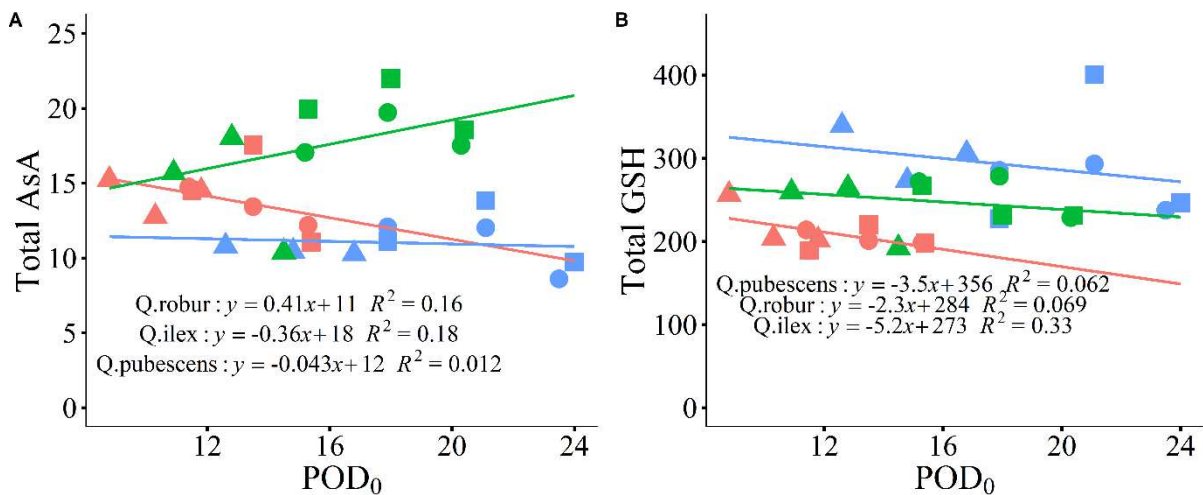 A
Total AsA
25
20
15
10
5
0
Q.robur : y = 0.41x+ 11 R² = 0.16
Q.ilex : y = -0.36x+ 18 R² = 0.18
Q.pubescens : y = -0.043x+ 12 R² = 0.012
12 16 20 24
POD₀
B
Total GSH
400
300
200
100
0
Q.pubescens : y = -3.5x+ 356 R² = 0.062
Q.robur : y = -2.3x+ 284 R² = 0.069
Q.ilex : y = -5.2x+ 273 R² = 0.33
12 16 20 24
POD₀